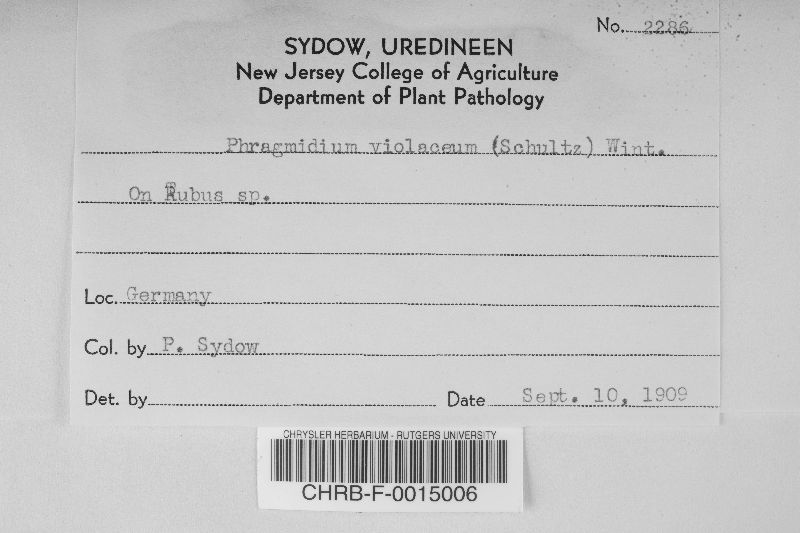 No. 2286
SYDOW, UREDINEEN
New Jersey College of Agriculture
Department of Plant Pathology
Phragmidium violaceum (Schultz) Wint.
On Rubus sp.
Loc. Germany
Col. by P. Sydow
Det. by
Date Sept. 10, 1909
CHRYSLER HERBARIUM - RUTGERS UNIVERSITY
CHRB-F-0015006